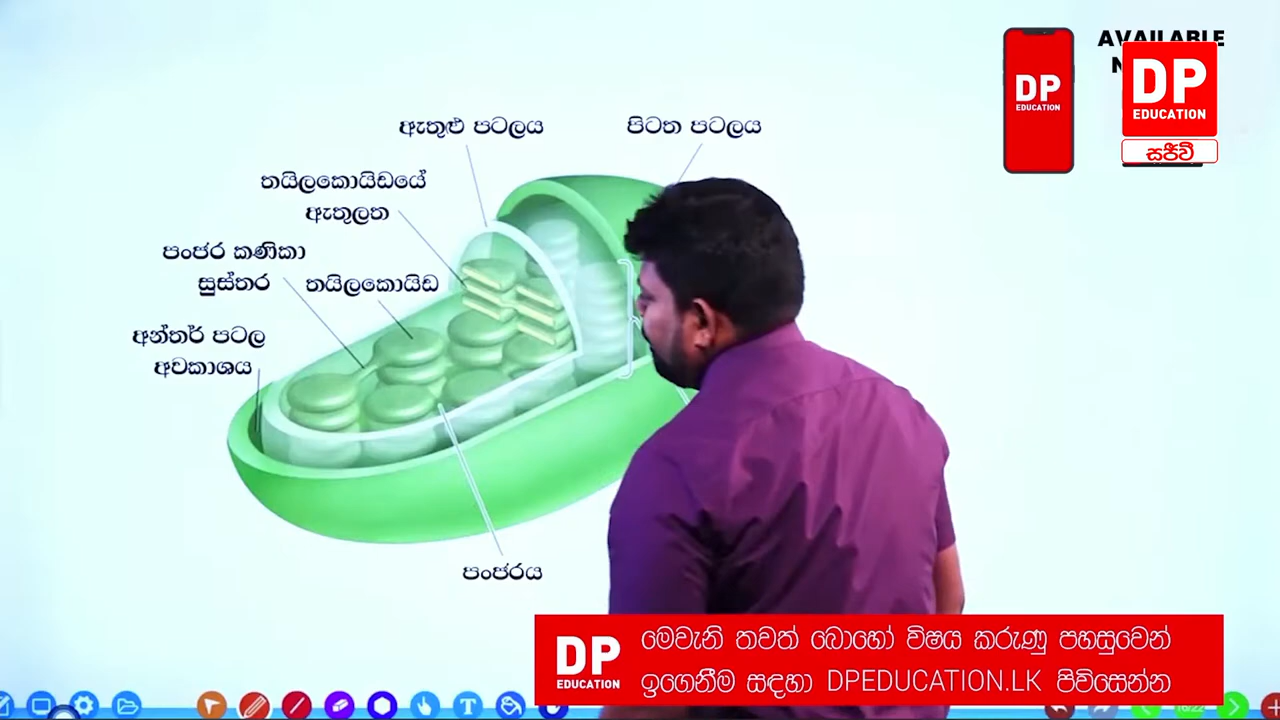 AVAILABLE
DP
EDUCATION
DP
EDUCATION
සජීවී
ඇතුළු පටලය
පිටත පටලය
තයිලකොයිඩයේ
ඇතුලත
පංජර කණිකා
සුස්තර
තයිලකොයිඩ
අන්තර් පටල
අවකාශය
පංජරය
DP
EDUCATION
මෙවැනි තවත් බොහෝ විෂය කරුණු පහසුවෙන්
ඉගෙනීම සඳහා DPEDUCATION.LK පිවිසෙන්න